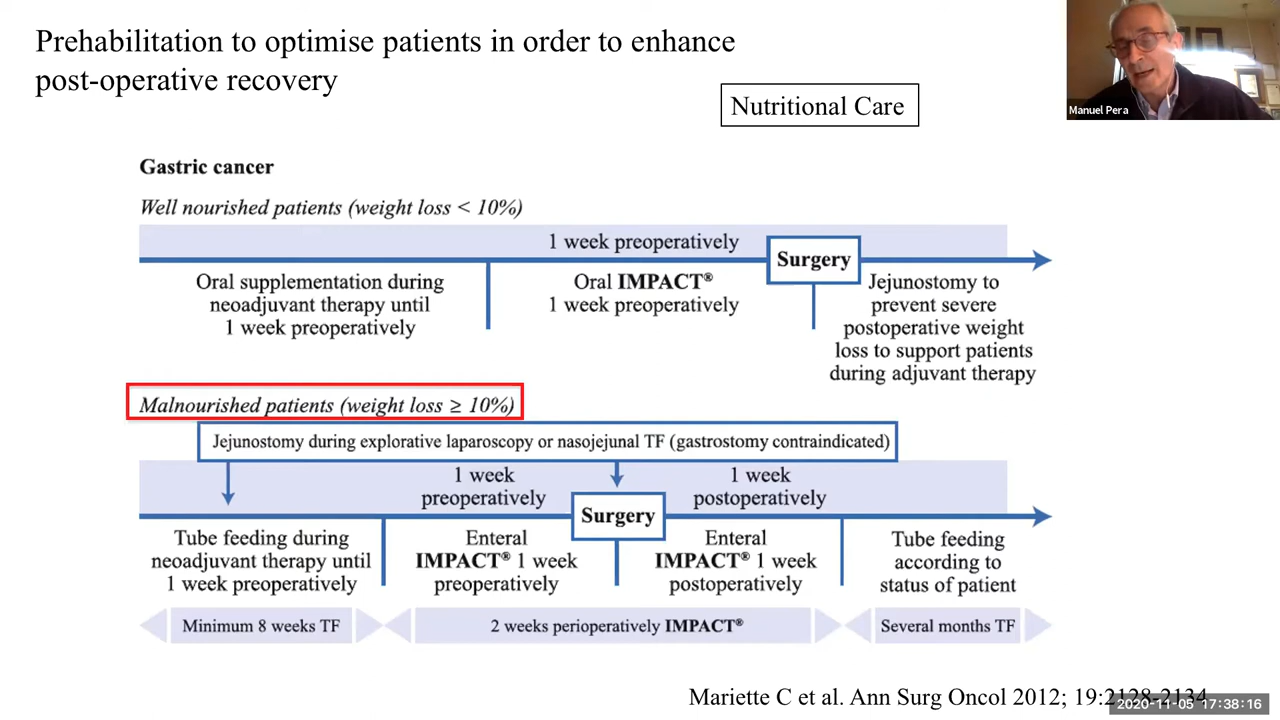 Prehabilitation to optimise patients in order to enhance
post-operative recovery
Manuel Pera
Nutritional Care
Gastric cancer
Well nourished patients (weight loss < 10%)
1 week preoperatively
Surgery
Oral supplementation during
neoadjuvant therapy until
1 week preoperatively
Oral IMPACT®
1 week preoperatively
Jejunostomy to
prevent severe
postoperative weight
loss to support patients
during adjuvant therapy
Malnourished patients (weight loss ≥ 10%)
Jejunostomy during explorative laparoscopy or nasojejunal TF (gastrostomy contraindicated)
1 week
preoperatively
Surgery
1 week
postoperatively
Tube feeding during
neoadjuvant therapy until
1 week preoperatively
Enteral
IMPACT® 1 week
preoperatively
Enteral
IMPACT® 1 week
postoperatively
Tube feeding
according to
status of patient
Minimum 8 weeks TF
2 weeks perioperatively IMPACT®
Several months TF
Mariette C et al. Ann Surg Oncol 2012; 19:2128-2134
2020-11-05 17:38:16